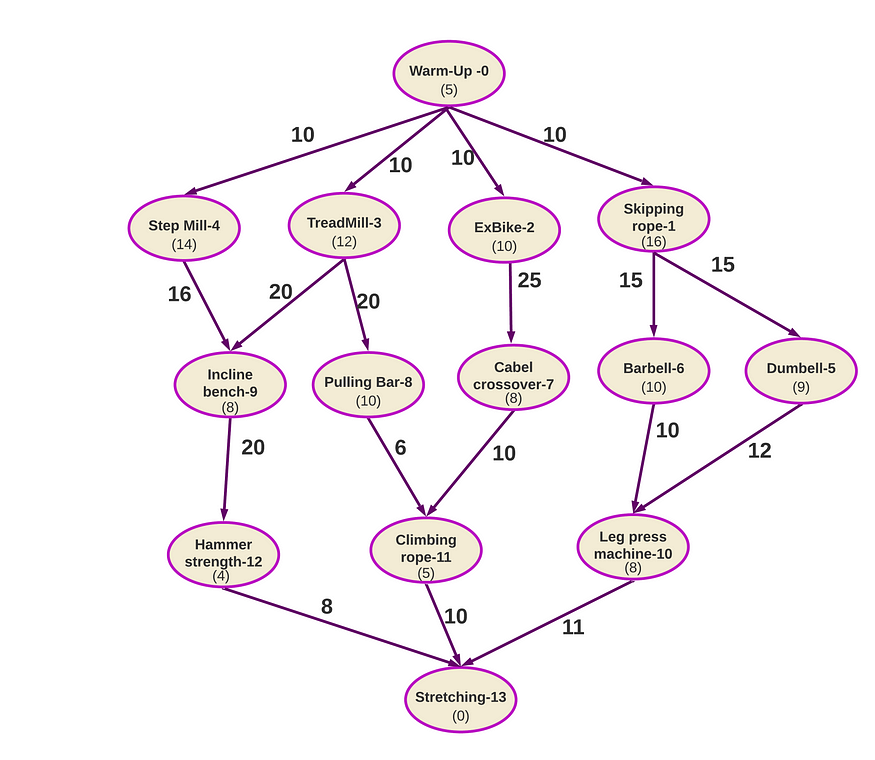 Warm-Up -0
(5)
10
10
10
10
Step Mill-4
(14)
TreadMill-3
(12)
ExBike-2
(10)
Skipping
rope-1
(16)
16
20
20
25
15
15
Incline
bench-9
(8)
Pulling Bar-8
(10)
Cabel
crossover-7
(8)
Barbell-6
(10)
Dumbell-5
(9)
20
6
10
10
12
Hammer
strength-12
(4)
Climbing
rope-11
(5)
Leg press
machine-10
(8)
8
10
11
Stretching-13
(0)